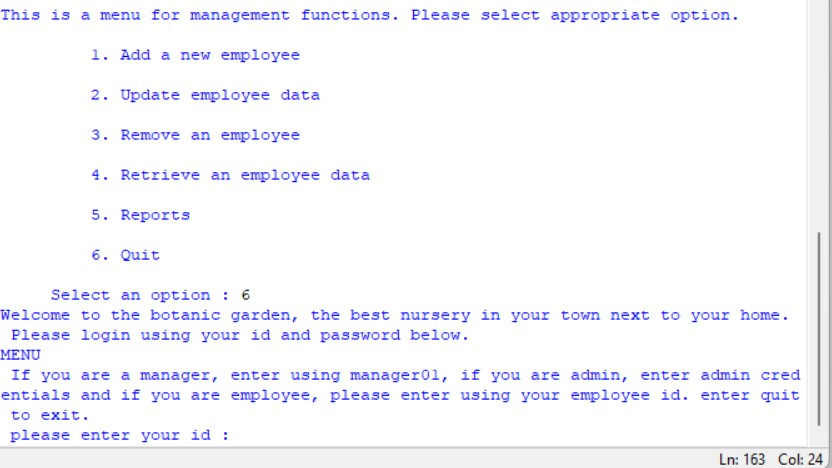 This is a menu for management functions. Please select appropriate option.
1. Add a new employee
2. Update employee data
3. Remove an employee
4. Retrieve an employee data
5. Reports
6. Quit
Select an option : 6
Welcome to the botanic garden, the best nursery in your town next to your home.
Please login using your id and password below.
MENU
If you are a manager, enter using manager01, if you are admin, enter admin cred
entials and if you are employee, please enter using your employee id. enter quit
to exit.
please enter your id :
Ln: 163 Col: 24